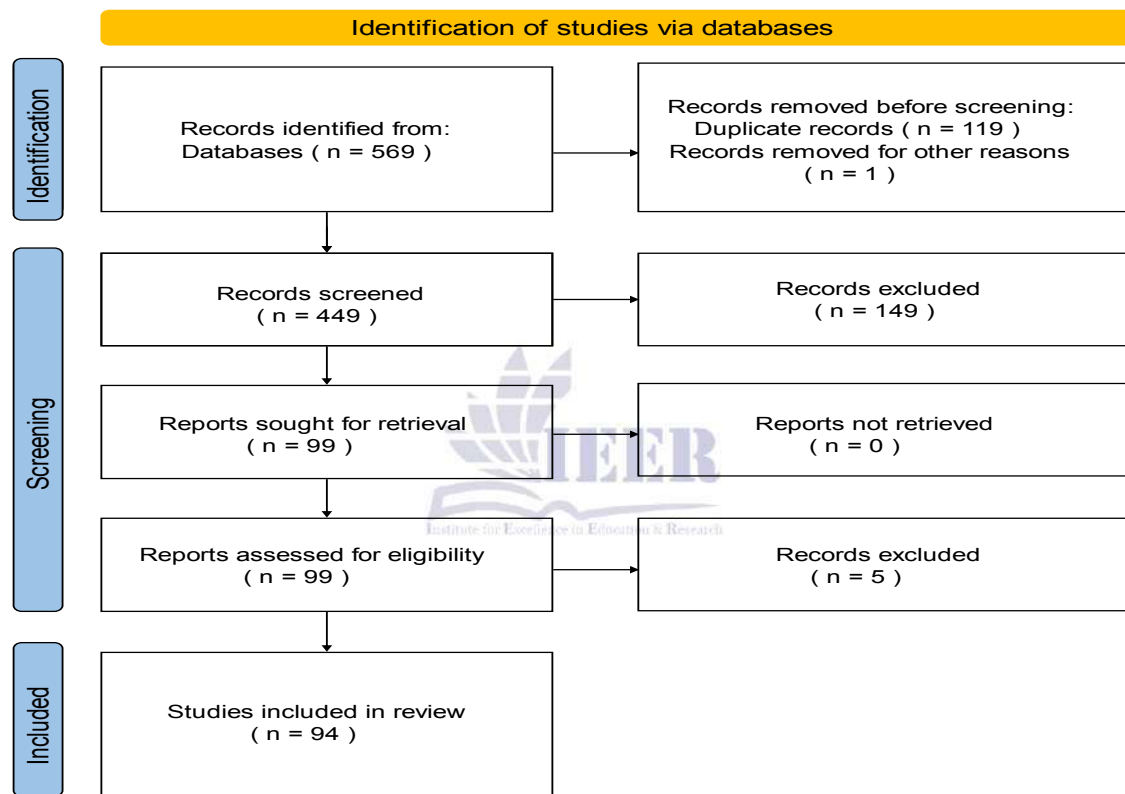 Identification of studies via databases
Identification
Records identified from:
Databases ( n = 569 )
Records removed before screening:
Duplicate records ( n = 119 )
Records removed for other reasons
( n = 1 )
Screening
Records screened
( n = 449 )
Records excluded
( n = 149 )
Reports sought for retrieval
( n = 99 )
Reports not retrieved
( n = 0 )
IEER
Institute for Excellence in Education & Research
Reports assessed for eligibility
( n = 99 )
Records excluded
( n = 5 )
Included
Studies included in review
( n = 94 )